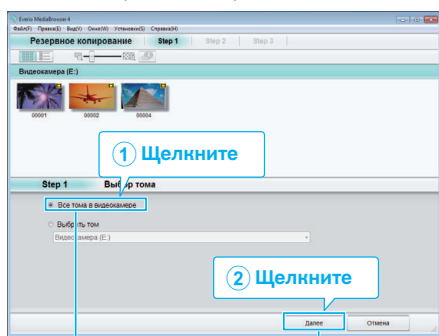 Everio MediaBrowser 4
Файл(F) Правка(E) Вид(V) Окно(W) Установки(S) Справка(H)
Резервное копирование Step 1 Step 2 Step 3
Видеокамера (E:)
00001 00002 00004
1 Щелкните
Step 1 Выбор тома
Все тома в видеокамере
Выбрать том
Видеокамера (E:)
2 Щелкните
Далее Отмена